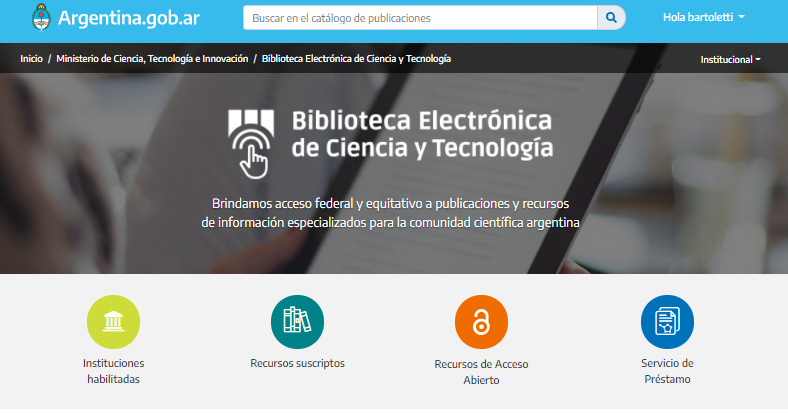 Argentina.gob.ar
Buscar en el catálogo de publicaciones
Hola bartoletti
Inicio / Ministerio de Ciencia, Tecnología e Innovación / Biblioteca Electrónica de Ciencia y Tecnología
Institucional
Biblioteca Electrónica
de Ciencia y Tecnología
Brindamos acceso federal y equitativo a publicaciones y recursos
de información especializados para la comunidad científica argentina
Instituciones
habilitadas
Recursos suscriptos
Recursos de Acceso
Abierto
Servicio de
Préstamo